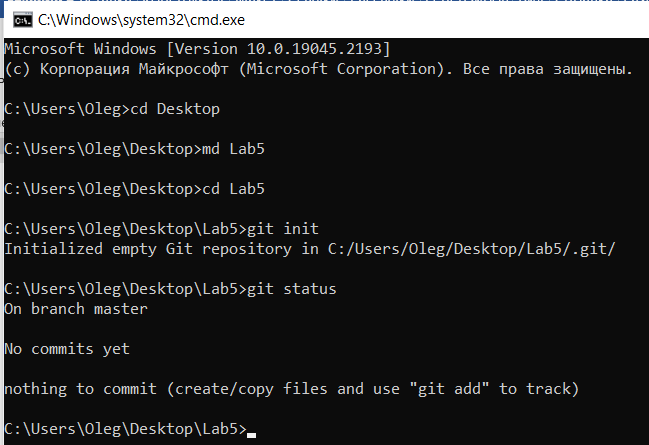 C:\Windows\system32\cmd.exe
Microsoft Windows [Version 10.0.19045.2193]
(c) Корпорация Майкрософт (Microsoft Corporation). Все права защищены.
C:\Users\Oleg>cd Desktop
C:\Users\Oleg\Desktop>md Lab5
C:\Users\Oleg\Desktop>cd Lab5
C:\Users\Oleg\Desktop\Lab5>git init
Initialized empty Git repository in C:/Users/Oleg/Desktop/Lab5/.git/
C:\Users\Oleg\Desktop\Lab5>git status
On branch master
No commits yet
nothing to commit (create/copy files and use "git add" to track)
C:\Users\Oleg\Desktop\Lab5>